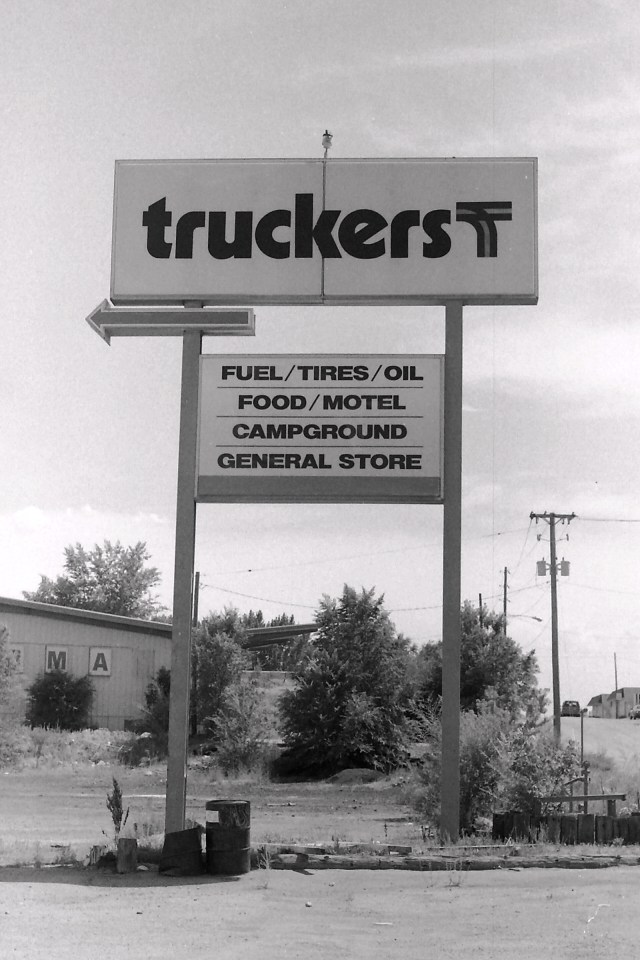 truckers T
FUEL/TIRES/OIL
FOOD/MOTEL
CAMPGROUND
GENERAL STORE
M A